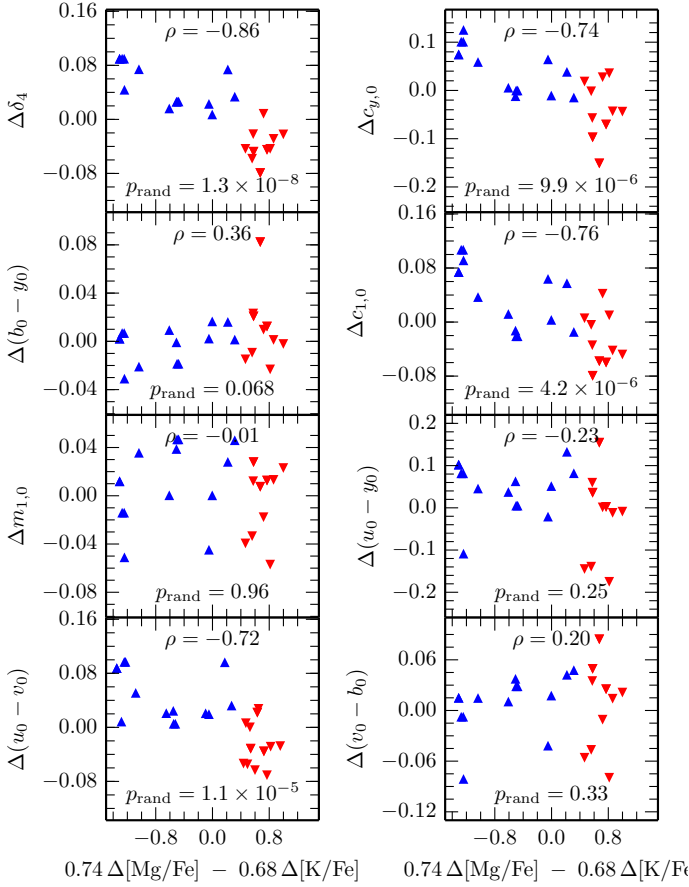 0.16
0.08
0.00
−0.08
Δδ4
ρ = −0.86
p_rand = 1.3 × 10^−8
0.1
0.0
−0.1
−0.2
Δc_y,0
ρ = −0.74
p_rand = 9.9 × 10^−6
0.08
0.04
0.00
−0.04
Δ(b0 − y0)
ρ = 0.36
p_rand = 0.068
0.16
0.08
0.00
−0.08
Δc1,0
ρ = −0.76
p_rand = 4.2 × 10^−6
0.04
0.00
−0.04
−0.08
Δm1,0
ρ = −0.01
p_rand = 0.96
0.2
0.1
0.0
−0.1
−0.2
Δ(u0 − y0)
ρ = −0.23
p_rand = 0.25
0.08
0.00
−0.08
Δ(u0 − v0)
ρ = −0.72
p_rand = 1.1 × 10^−5
0.06
0.00
−0.06
−0.12
Δ(v0 − b0)
ρ = 0.20
p_rand = 0.33
−0.8 0.0 0.8
−0.8 0.0 0.8
0.74 Δ[Mg/Fe] − 0.68 Δ[K/Fe]
0.74 Δ[Mg/Fe] − 0.68 Δ[K/Fe